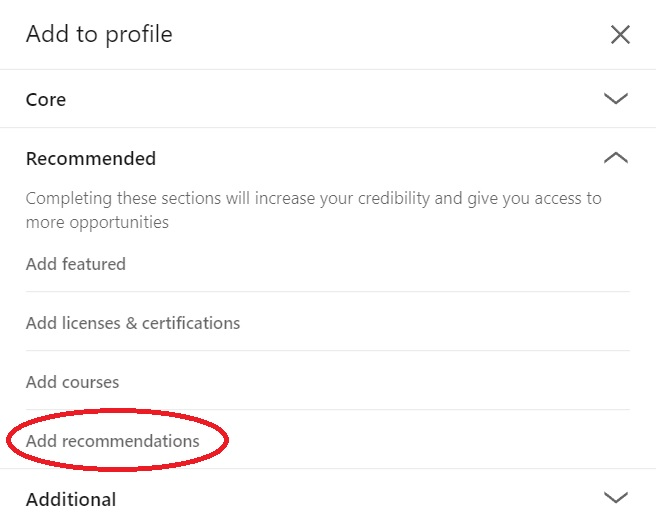 Add to profile
Core
Recommended
Completing these sections will increase your credibility and give you access to
more opportunities
Add featured
Add licenses & certifications
Add courses
Add recommendations
Additional